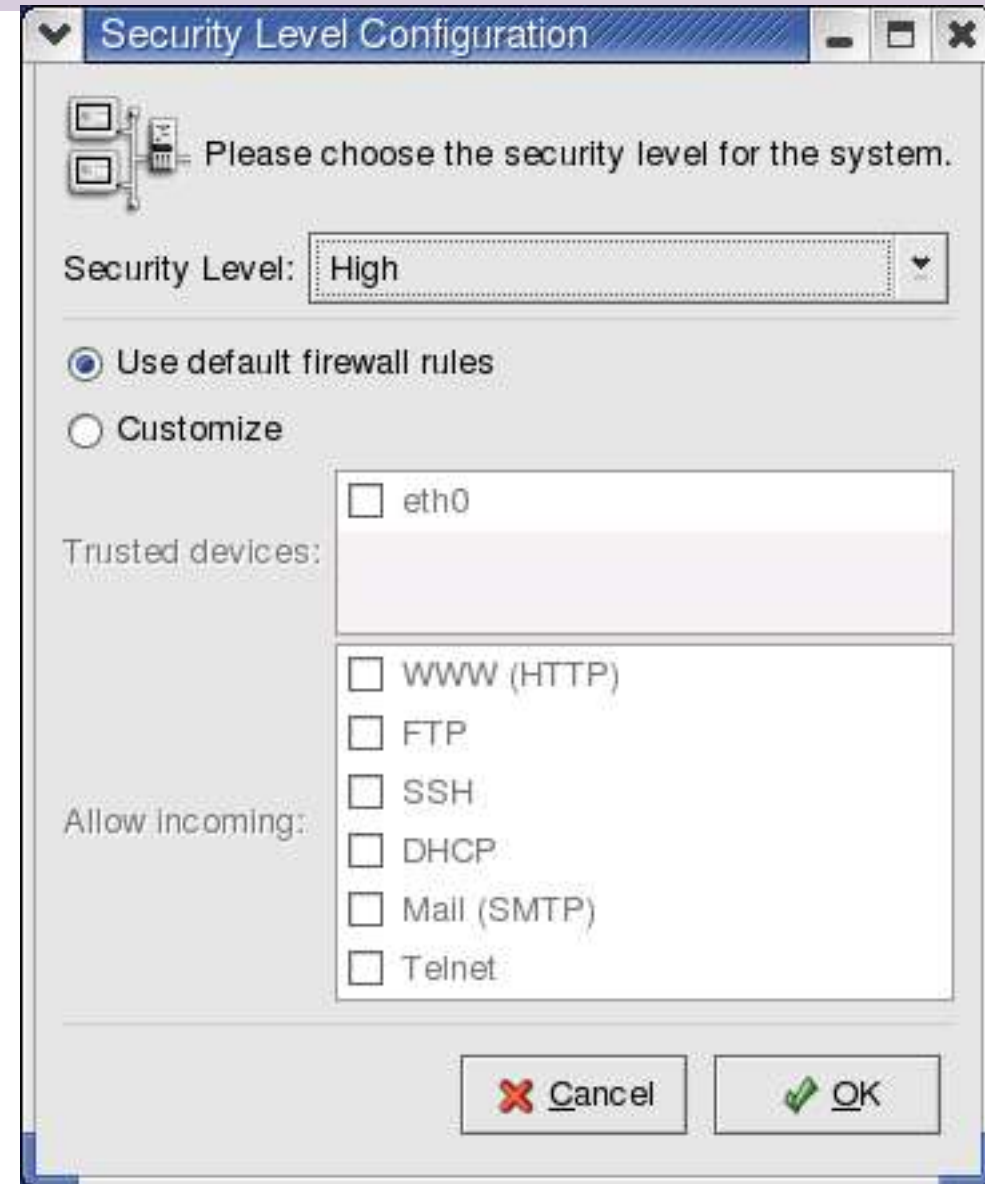 Security Level Configuration
Please choose the security level for the system.
Security Level: High
Use default firewall rules
Customize
Trusted devices:
eth0
Allow incoming:
WWW (HTTP)
FTP
SSH
DHCP
Mail (SMTP)
Telnet
Cancel
OK